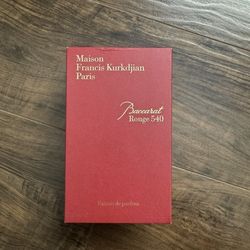 Maison
Francis Kurkdjian
Paris
Baccarat
Rouge 540
Extrait de parfum